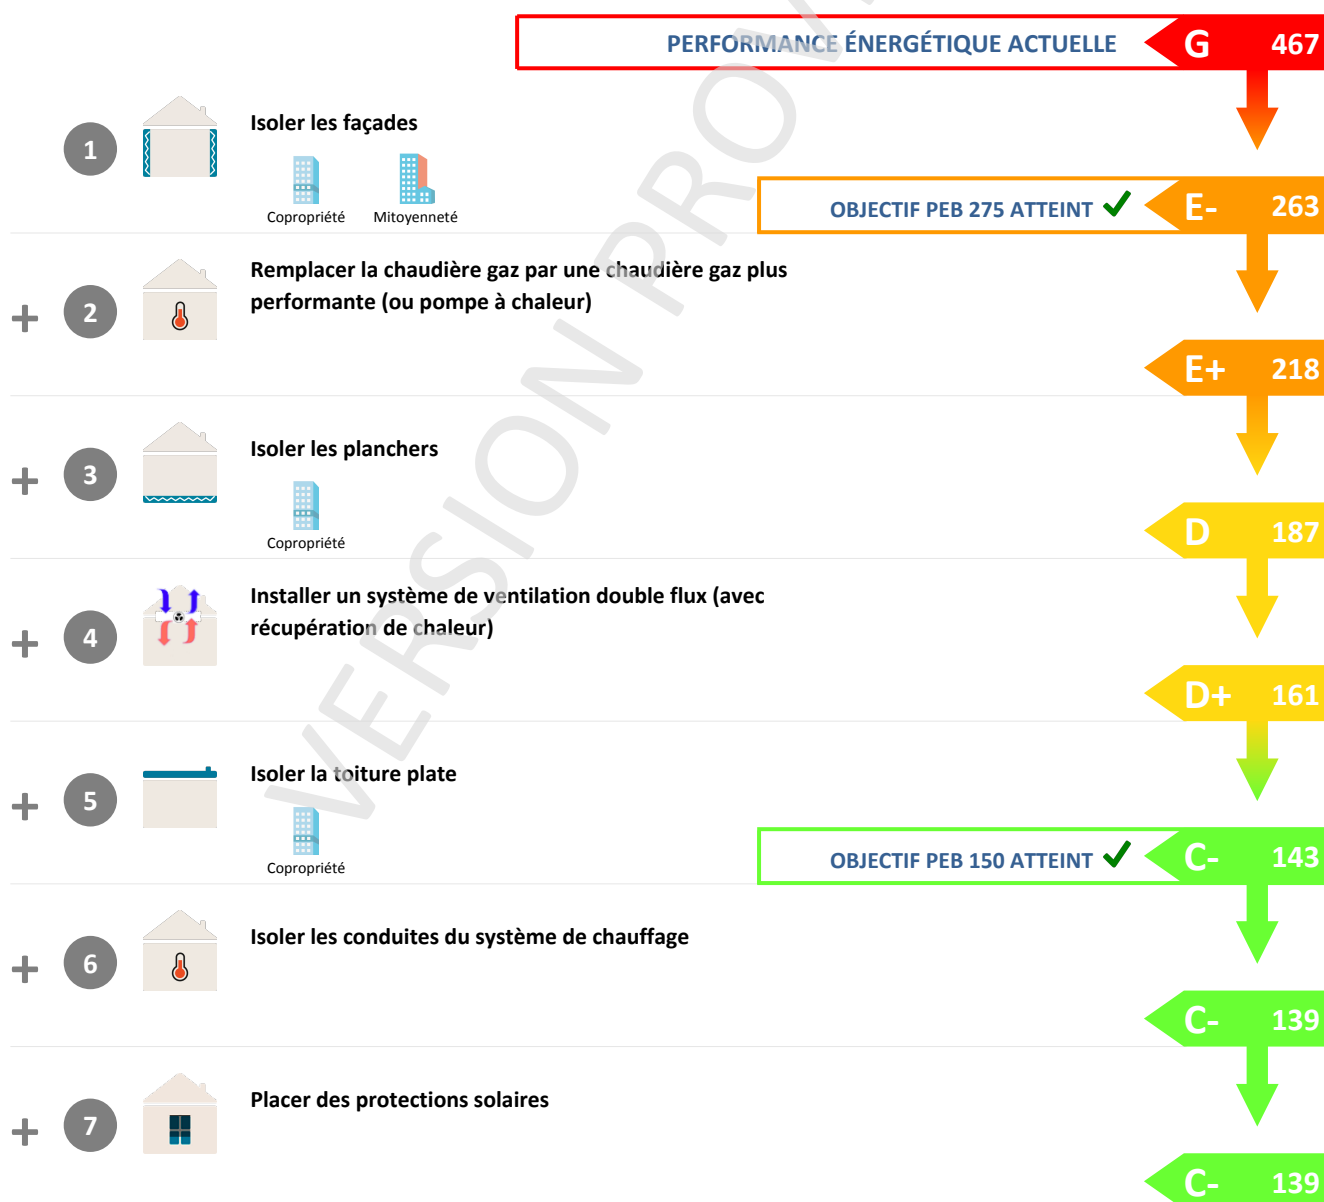 PERFORMANCE ÉNERGÉTIQUE ACTUELLE G 467
1
Isoler les façades
Copropriété Mitoyenneté
OBJECTIF PEB 275 ATTEINT E- 263
+ 2
Remplacer la chaudière gaz par une chaudière gaz plus
performante (ou pompe à chaleur)
E+ 218
+ 3
Isoler les planchers
Copropriété
D 187
+ 4
Installer un système de ventilation double flux (avec
récupération de chaleur)
D+ 161
+ 5
Isoler la toiture plate
Copropriété
OBJECTIF PEB 150 ATTEINT C- 143
+ 6
Isoler les conduites du système de chauffage
C- 139
+ 7
Placer des protections solaires
C- 139
VERSION PROV